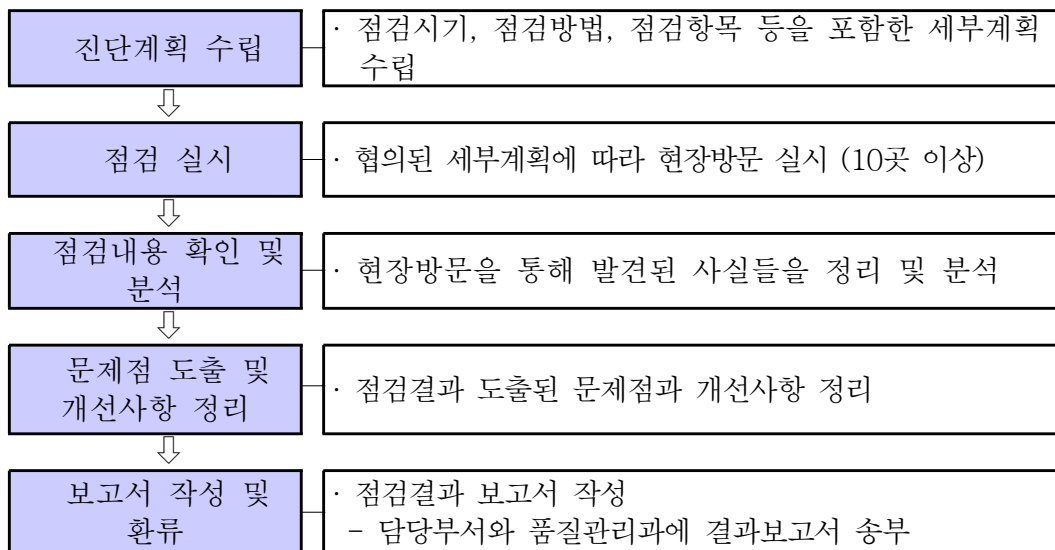 진단계획 수립
· 점검시기, 점검방법, 점검항목 등을 포함한 세부계획
수립
점검 실시
· 협의된 세부계획에 따라 현장방문 실시 (10곳 이상)
점검내용 확인 및
분석
· 현장방문을 통해 발견된 사실들을 정리 및 분석
문제점 도출 및
개선사항 정리
· 점검결과 도출된 문제점과 개선사항 정리
보고서 작성 및
환류
· 점검결과 보고서 작성
- 담당부서와 품질관리과에 결과보고서 송부